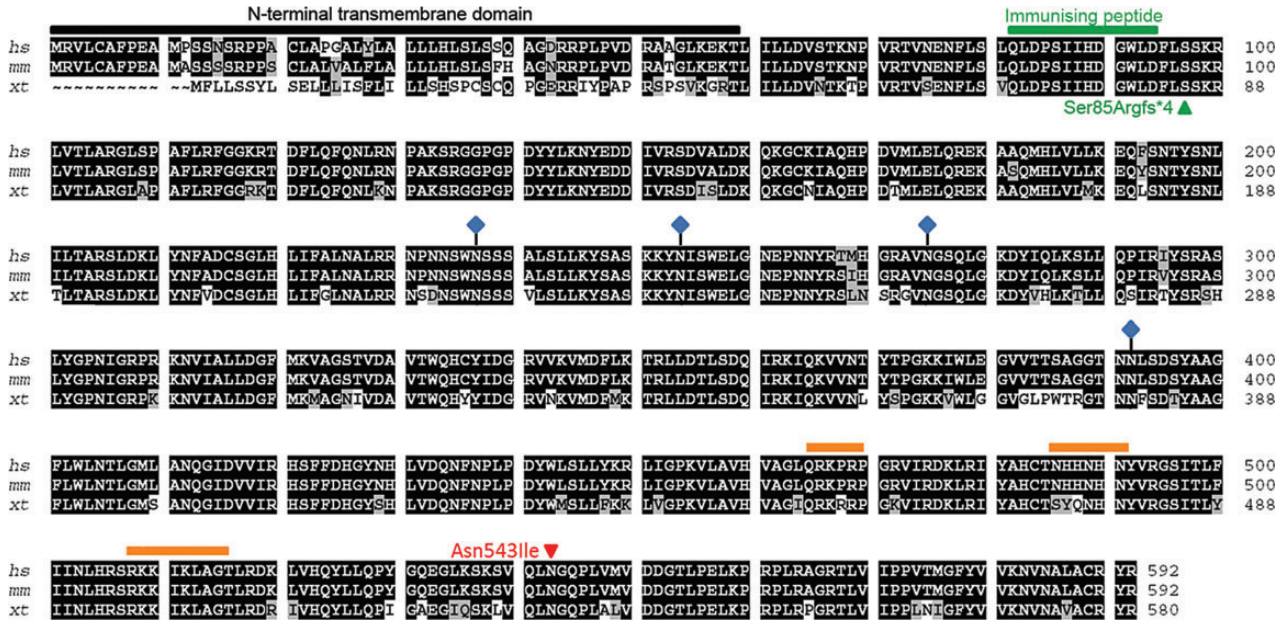 N-terminal transmembrane domain Immunising peptide
hs MRVLCAFPEA MPSSNSRPPA CLAPGALYLA LLLHLSLSSQ AGDRRPLPVD RAAGLKEKTL ILLDVSTKNP VRTVNENFLS LQLDPSIIHD GWLDFLSSKR 100
mm MRVLCAFPEA MASSSSRPPS CLALVALFLA LLLHLSLSFH AGNRRPLPVD RATGLKEKTL ILLDVSTKNP VRTVNENFLS LQLDPSIIHD GWLDFLSSKR 100
xt ~~~~~~~~~~ ~~MFLLSSYL SELLLISFLI LLSHSPCSCQ PGERRIYPAP RSPSVKGRTL ILLDVNTKTP VRTVSENFLS VQLDPSIIHD GWLDFLSSKR 88
Ser85Argfs*4
hs LVTLARGLSP AFLRFGGKRT DFLQFQNLRN PAKSRGGPGP DYYLKNYEDD IVRSDVALDK QKGCKIAQHP DVMLELQREK AAQMHLVLLK EQFSNTYSNL 200
mm LVTLARGLSP AFLRFGGKRT DFLQFQNLRN PAKSRGGPGP DYYLKNYEDD IVRSDVALDK QKGCKIAQHP DVMLELQREK ASQMHLVLLK EQYSNTYSNL 200
xt LVTLARGLAP AFLRFGGRKT DFLQFQNLKN PAKSRGGPGP DYYLKNYEDD IVRSDISLDK QKGCNIAQHP DTMLELQREK AAQMHLVLMK EQLSNTYSNL 188
hs ILTARSLDKL YNFADCSGLH LIFALNALRR NPNNSWNSSS ALSLLKYSAS KKYNISWELG NEPNNYRTMH GRAVNGSQLG KDYIQLKSLL QPIRIYSRAS 300
mm ILTARSLDKL YNFADCSGLH LIFALNALRR NPNNSWNSSS ALSLLKYSAS KKYNISWELG NEPNNYRSIH GRAVNGSQLG KDYIQLKSLL QPIRVYSRAS 300
xt TLTARSLDKL YNFVDCSGLH LIFGLNALRR NSDNSWNSSS VLSLLKYSAS KKYNISWELG NEPNNYRSLN SRGVNGSQLG KDYVHLKTLL QSIRTYSRSH 288
hs LYGPNIGRPR KNVIALLDGF MKVAGSTVDA VTWQHCYIDG RVVKVMDFLK TRLLDTLSDQ IRKIQKVVNT YTPGKKIWLE GVVTTSAGGT NNLSDSYAAG 400
mm LYGPNIGRPR KNVIALLDGF MKVAGSTVDA VTWQHCYIDG RVVKVMDFLK TRLLDTLSDQ IRKIQKVVNT YTPGKKIWLE GVVTTSAGGT NNLSDSYAAG 400
xt LYGPNIGRPK KNVIALLDGF MKMAGNIVDA VTWQHYYIDG RVNKVMDFMK TRLLDTLSDQ IRKIQKVVNL YSPGKKVWLG GVGLPWTRGT NNFSDTYAAG 388
hs FLWLNTLGML ANQGIDVVIR HSFFDHGYNH LVDQNFNPLP DYWLSLLYKR LIGPKVLAVH VAGLQRKPRP GRVIRDKLRI YAHCTNHHNH NYVRGSITLF 500
mm FLWLNTLGML ANQGIDVVIR HSFFDHGYNH LVDQNFNPLP DYWLSLLYKR LIGPKVLAVH VAGLQRKPRP GRVIRDKLRI YAHCTNHHNH NYVRGSITLF 500
xt FLWLNTLGMS ANQGIDVVIR HSFFDHGYSH LVDQNFNPLP DYWMSLLFKK LVGPKVLAVH VAGIQRKRRP GKVIRDKLRI YAHCTSYQNH NYVRGSITLY 488
Asn543Ile
hs IINLHRSRKK IKLAGTLRDK LVHQYLLQPY GQEGLKSKSV QLNGQPLVMV DDGTLPELKP RPLRAGRTLV IPPVTMGFYV VKNVNALACR YR 592
mm IINLHRSRKK IKLAGTLRDK LVHQYLLQPY GQEGLKSKSV QLNGQPLVMV DDGTLPELKP RPLRAGRTLV IPPVTMGFYV VKNVNALACR YR 592
xt IINLHRSRKK IKLAGTLRDR IVHQYLLQPI GAEGIQSKLV QLNGQPLALV DDGTLPELKP RPLRPGRTLV IPPLNIGFYV VKNVNAVACR YR 580